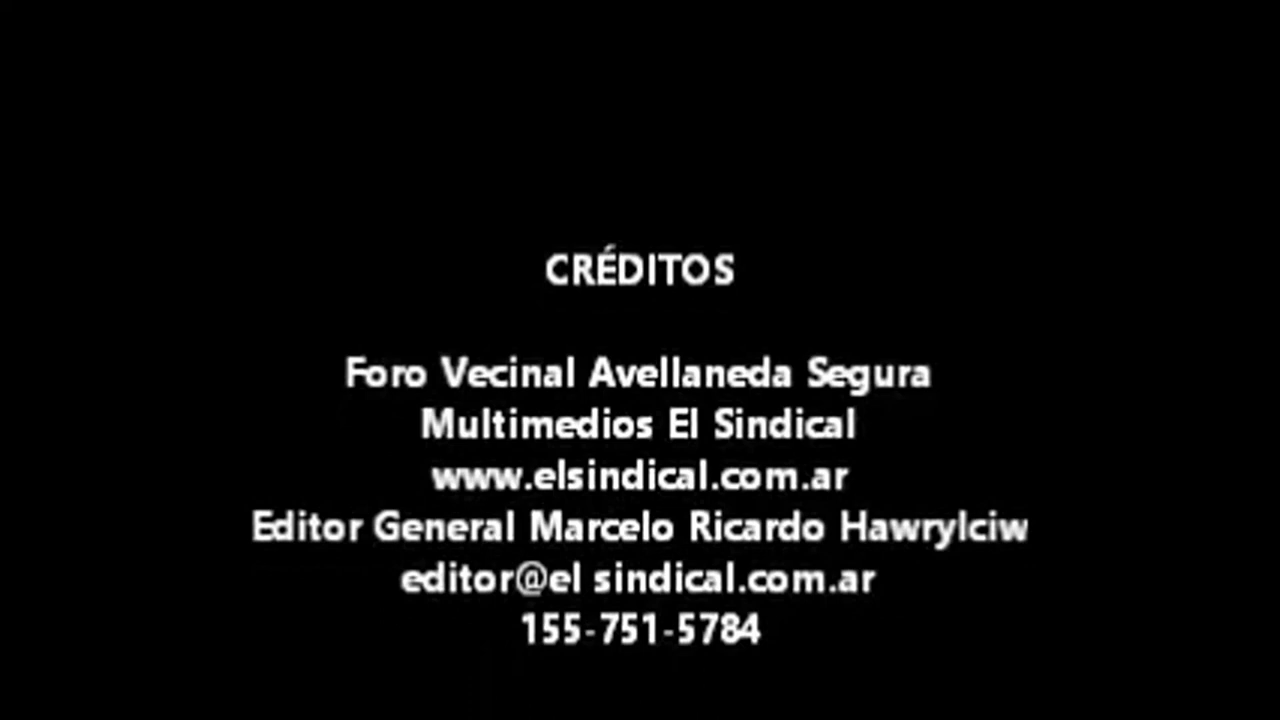 CRÉDITOS
Foro Vecinal Avellaneda Segura
Multimedios El Sindical
www.elsindical.com.ar
Editor General Marcelo Ricardo Hawrylciw
editor@el sindical.com.ar
155-751-5784